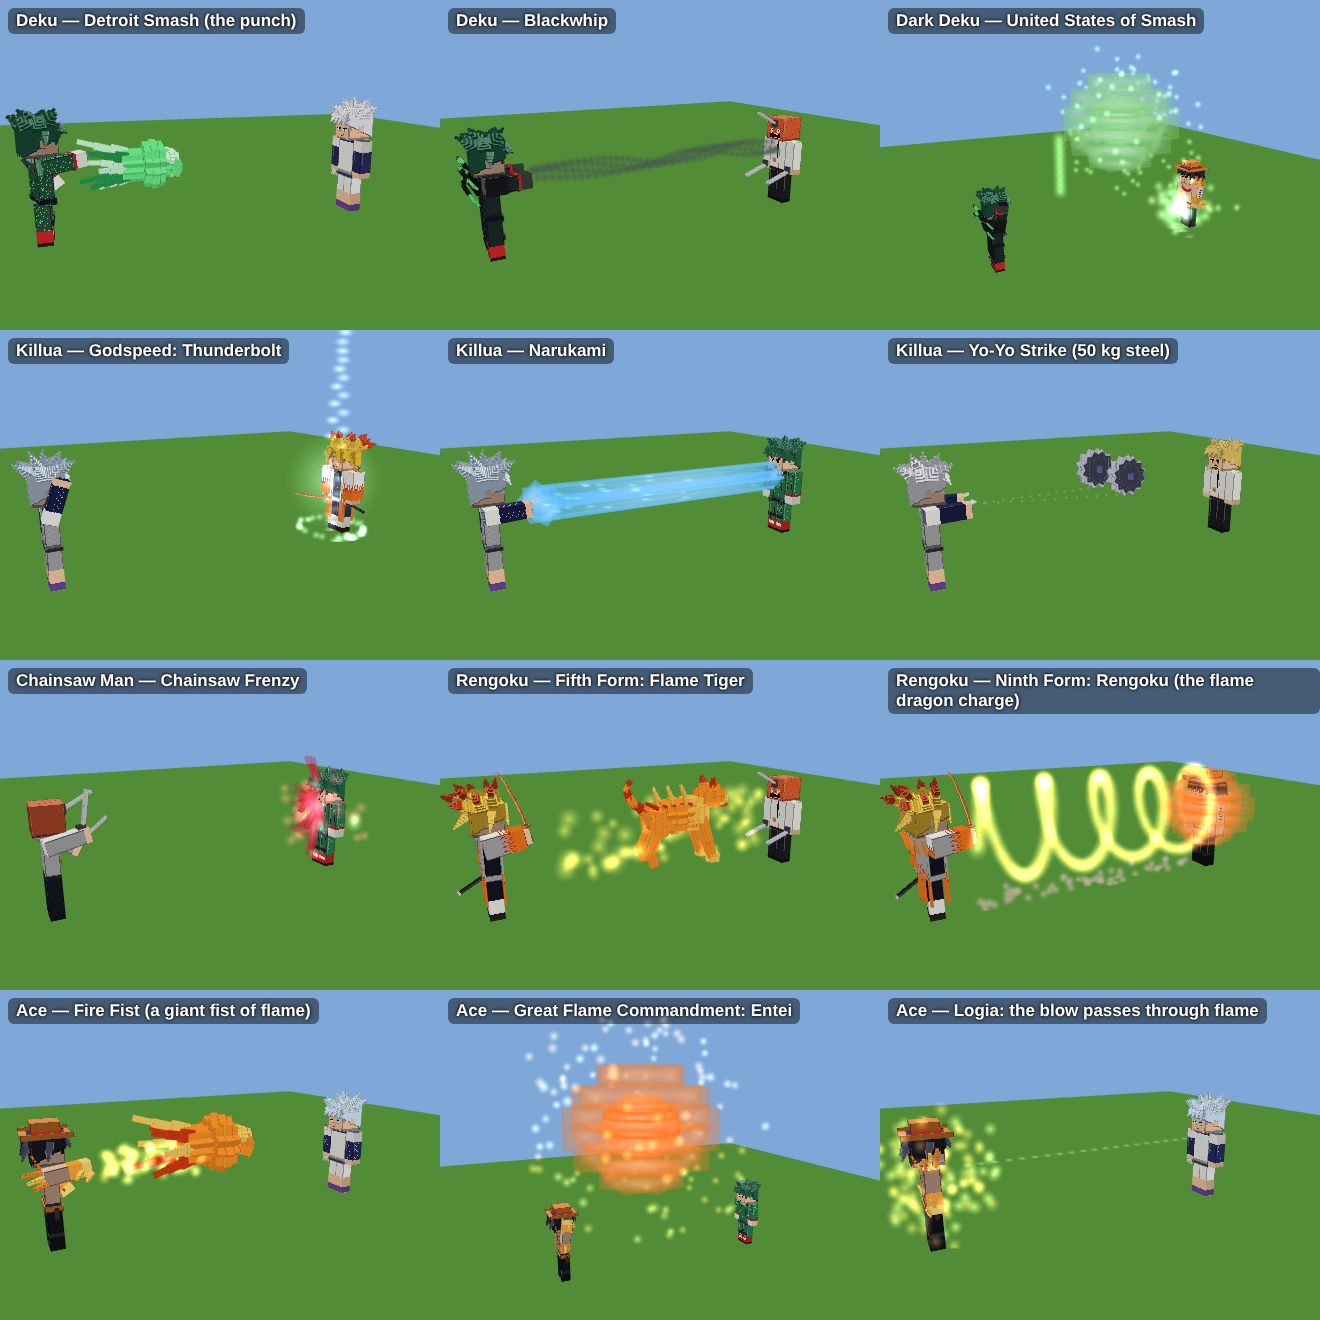 Deku — Detroit Smash (the punch)
Deku — Blackwhip
Dark Deku — United States of Smash
Killua — Godspeed: Thunderbolt
Killua — Narukami
Killua — Yo-Yo Strike (50 kg steel)
Chainsaw Man — Chainsaw Frenzy
Rengoku — Fifth Form: Flame Tiger
Rengoku — Ninth Form: Rengoku (the flame
dragon charge)
Ace — Fire Fist (a giant fist of flame)
Ace — Great Flame Commandment: Entei
Ace — Logia: the blow passes through flame